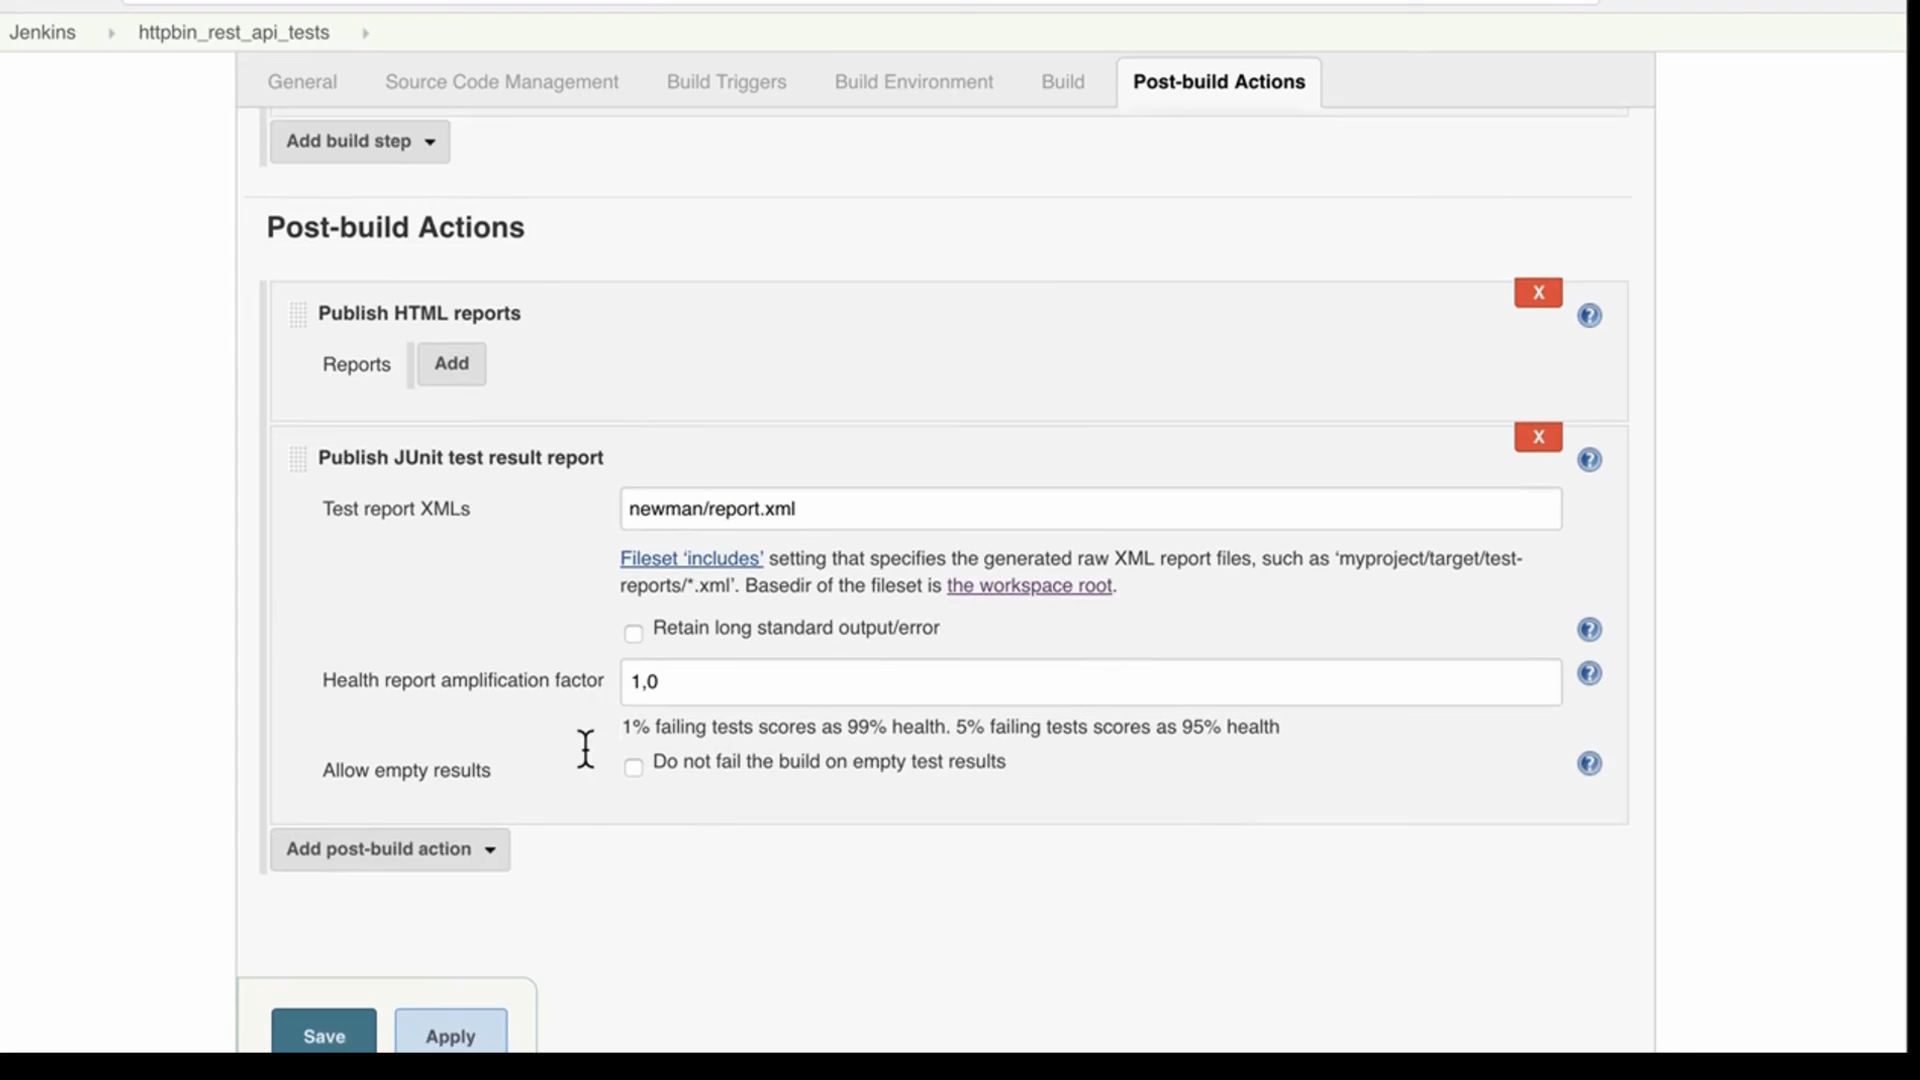 Jenkins httpbin_rest_api_tests
General Source Code Management Build Triggers Build Environment Build Post-build Actions
Add build step
Post-build Actions
X
Publish HTML reports ?
Reports Add
X
Publish JUnit test result report ?
Test report XMLs newman/report.xml
Fileset ‘includes’ setting that specifies the generated raw XML report files, such as ‘myproject/target/test-
reports/*.xml’. Basedir of the fileset is the workspace root.
Retain long standard output/error ?
Health report amplification factor 1,0 ?
1% failing tests scores as 99% health. 5% failing tests scores as 95% health
Allow empty results Do not fail the build on empty test results ?
Add post-build action
Save Apply